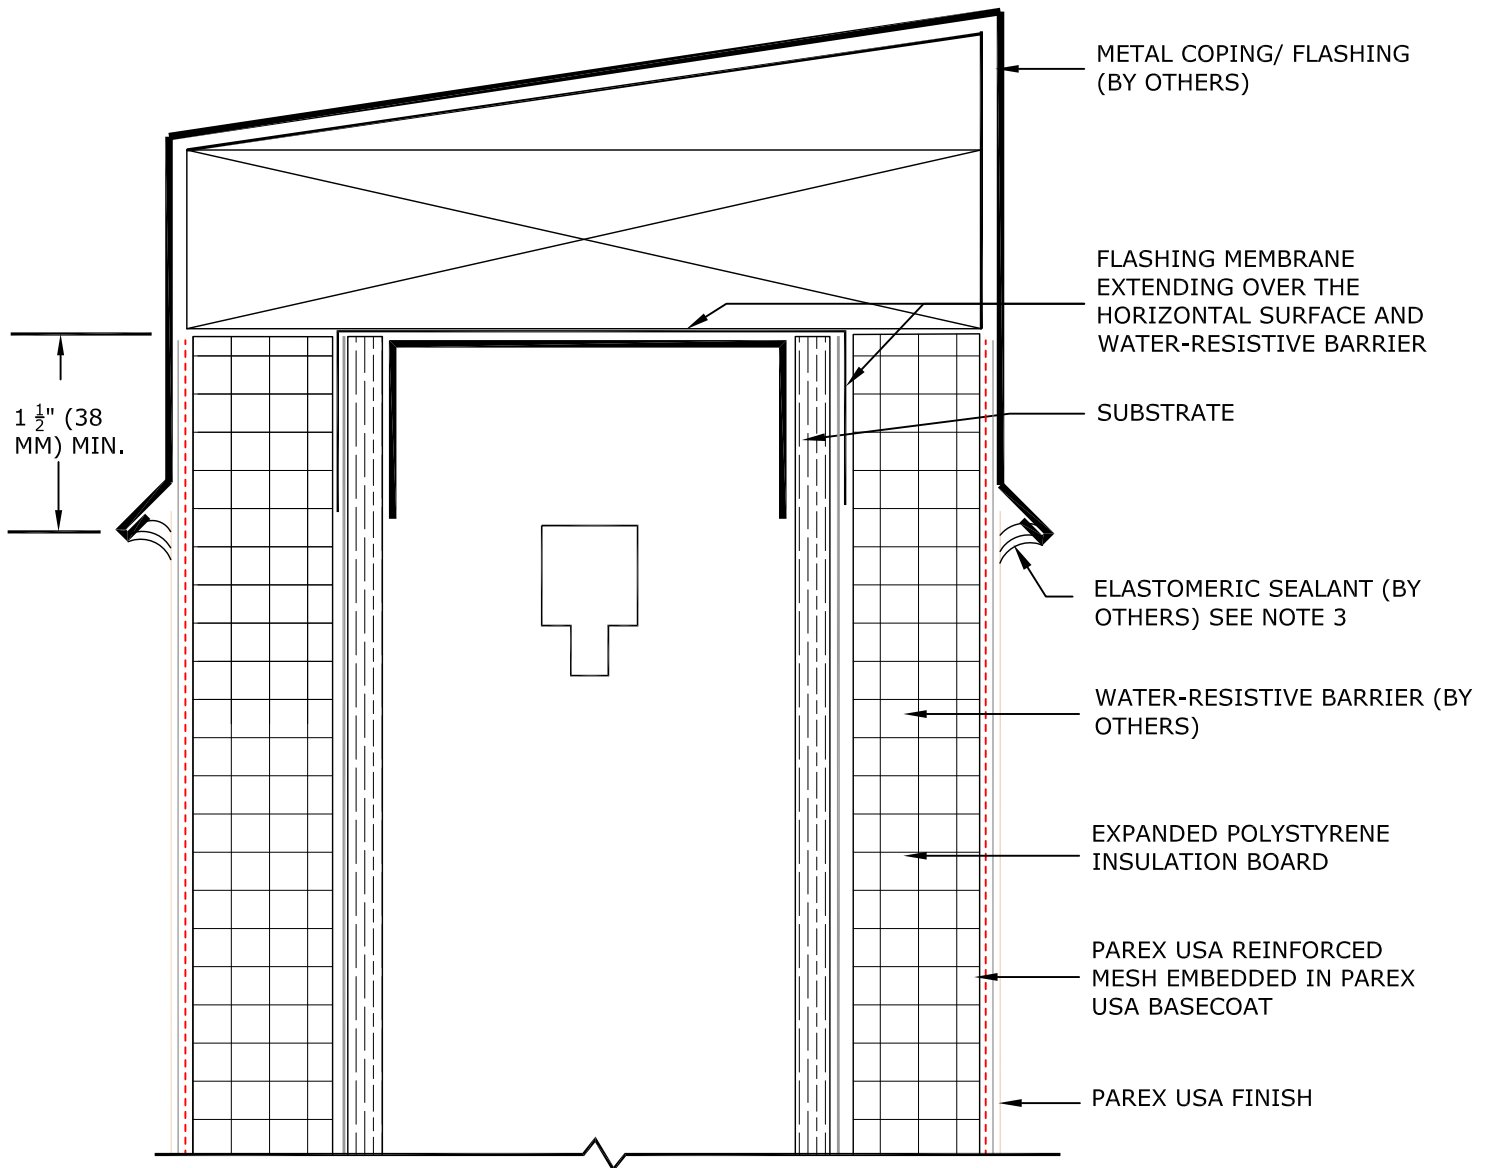 METAL COPING/ FLASHING
(BY OTHERS)
FLASHING MEMBRANE
EXTENDING OVER THE
HORIZONTAL SURFACE AND
WATER-RESISTIVE BARRIER
1 ½" (38
MM) MIN.
SUBSTRATE
ELASTOMERIC SEALANT (BY
OTHERS) SEE NOTE 3
WATER-RESISTIVE BARRIER (BY
OTHERS)
EXPANDED POLYSTYRENE
INSULATION BOARD
PAREX USA REINFORCED
MESH EMBEDDED IN PAREX
USA BASECOAT
PAREX USA FINISH